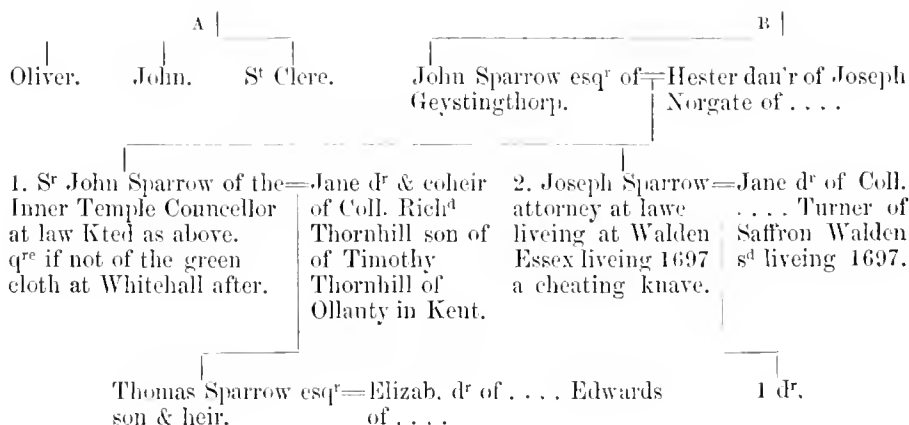 A B
Oliver. John. Sᵗ Clere.
John Sparrow esqʳ of=Hester dau'r of Joseph
Geystingthorp. Norgate of . . . .
1. Sʳ John Sparrow of the=Jane dʳ & coheir
Inner Temple Councellor of Coll. Richᵈ
at law Kted as above. Thornhill son of
qʳᵉ if not of the green of Timothy
cloth at Whitehall after. Thornhill of
Ollanty in Kent.
2. Joseph Sparrow=Jane dʳ of Coll.
attorney at lawe . . . . Turner of
liveing at Walden Saffron Walden
Essex liveing 1697 sᵈ liveing 1697.
a cheating knave.
Thomas Sparrow esqʳ=Elizab. dʳ of . . . . Edwards
son & heir. of . . . .
1 dʳ.